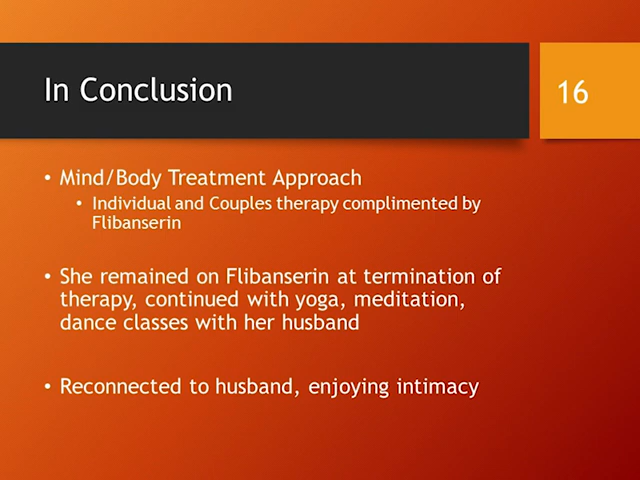 In Conclusion
16
• Mind/Body Treatment Approach
• Individual and Couples therapy complimented by
Flibanserin
• She remained on Flibanserin at termination of
therapy, continued with yoga, meditation,
dance classes with her husband
• Reconnected to husband, enjoying intimacy